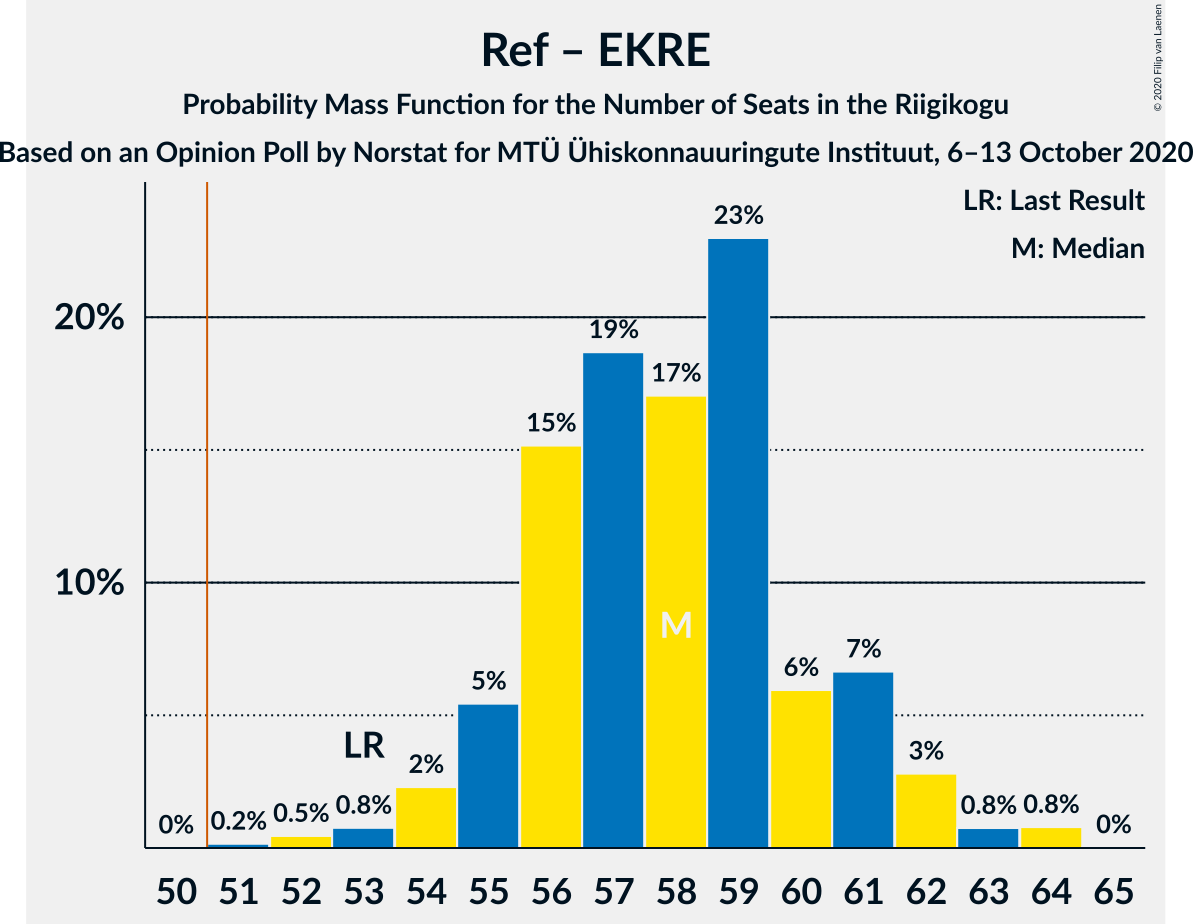 Ref – EKRE
Probability Mass Function for the Number of Seats in the Riigikogu
Based on an Opinion Poll by Norstat for MTÜ Ühiskonnauuringute Instituut, 6–13 October 2020
© 2020 Filip van Laenen
LR: Last Result
M: Median
23%
20%
19%
17%
15%
10%
M
7%
6%
5%
LR
3%
2%
0% 0.2% 0.5% 0.8% 0.8% 0.8% 0%
50 51 52 53 54 55 56 57 58 59 60 61 62 63 64 65